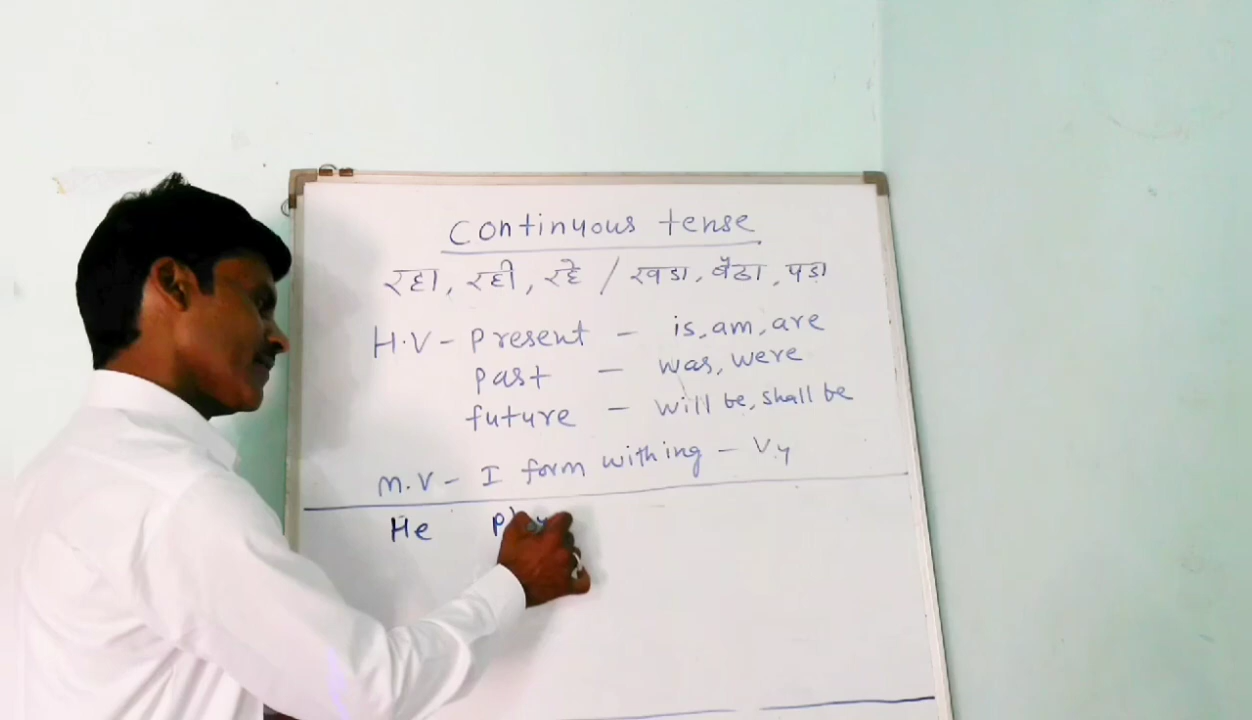 Continuous tense
रहा, रही, रहे / खडा, बैठा, पडा
H.V - Present - is, am, are
past - was, were
future - will be, shall be
M.V - I form with ing - V.4
He